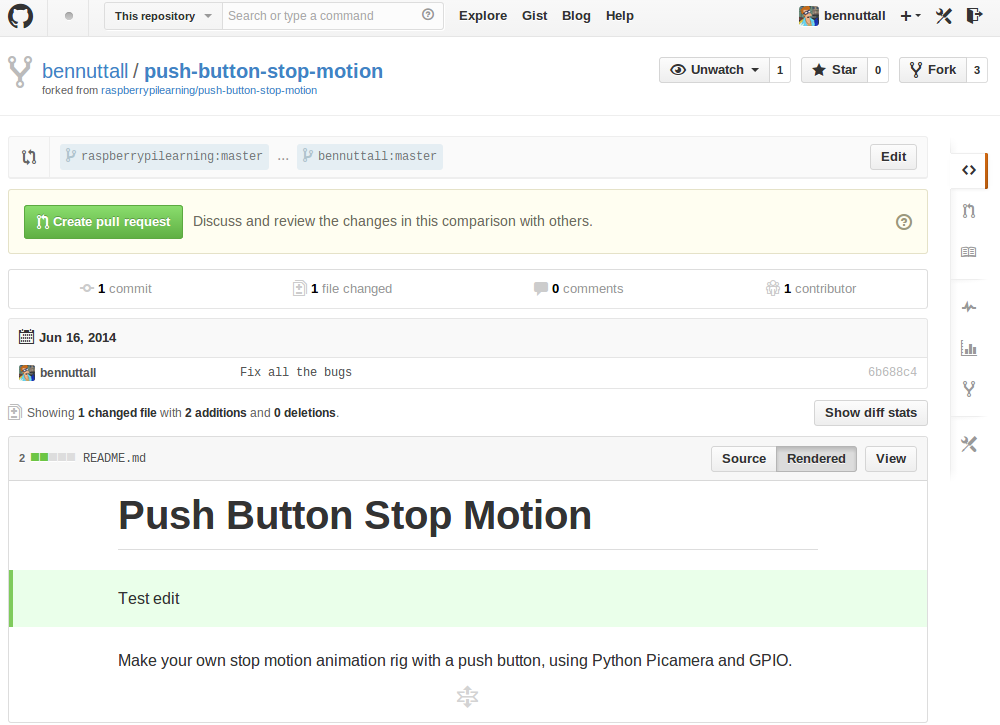 This repository Search or type a command Explore Gist Blog Help bennuttall
bennuttall / push-button-stop-motion Unwatch 1 Star 0 Fork 3
forked from raspberrypilearning/push-button-stop-motion
raspberrypilearning:master ... bennuttall:master Edit
Create pull request Discuss and review the changes in this comparison with others.
1 commit 1 file changed 0 comments 1 contributor
Jun 16, 2014
bennuttall Fix all the bugs 6b688c4
Showing 1 changed file with 2 additions and 0 deletions. Show diff stats
2 README.md Source Rendered View
Push Button Stop Motion
Test edit
Make your own stop motion animation rig with a push button, using Python Picamera and GPIO.